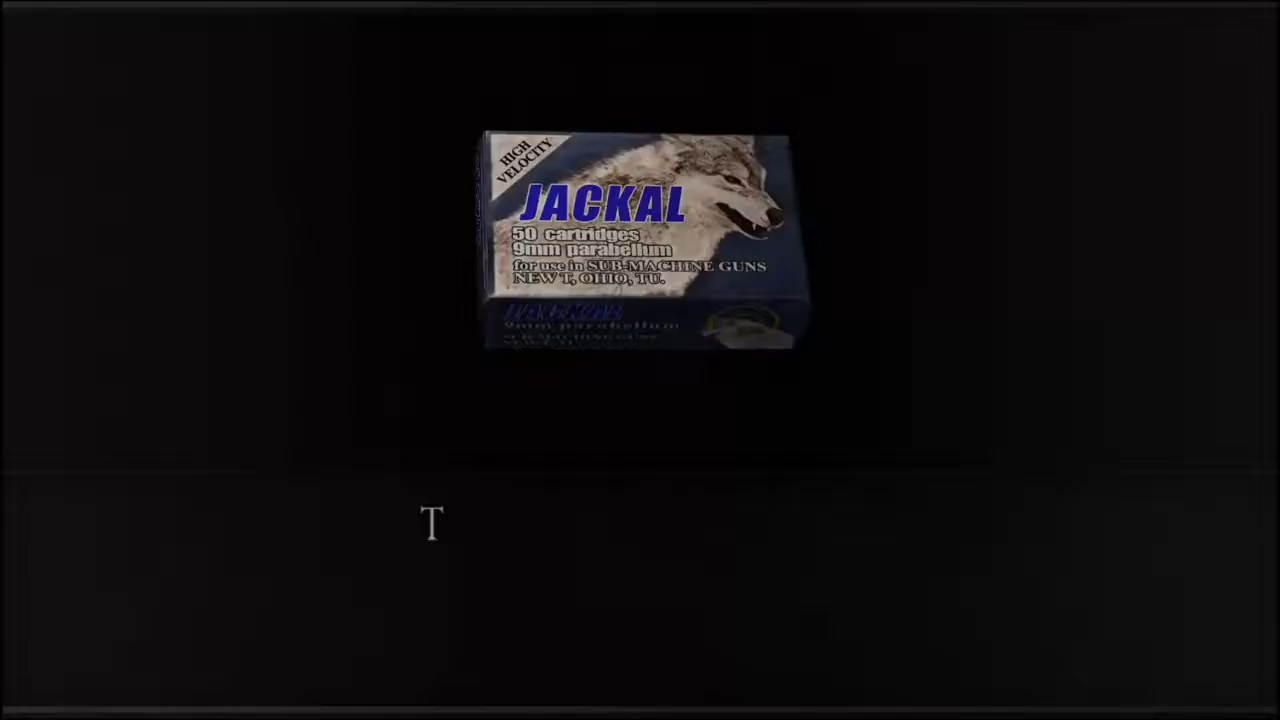 HIGH
VELOCITY
JACKAL
50 cartridges
9mm parabellum
for use in SUB-MACHINE GUNS
NEW T, OHIO, TU.
9mm parabellum
T